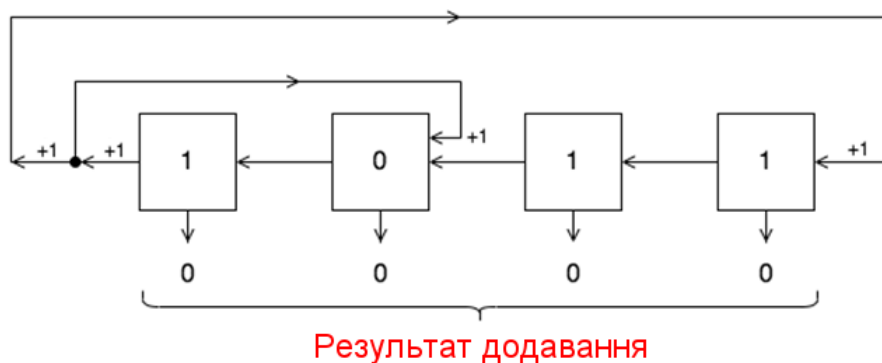 +1
+1 +1 1 0 1 1 +1
0 0 0 0
Результат додавання